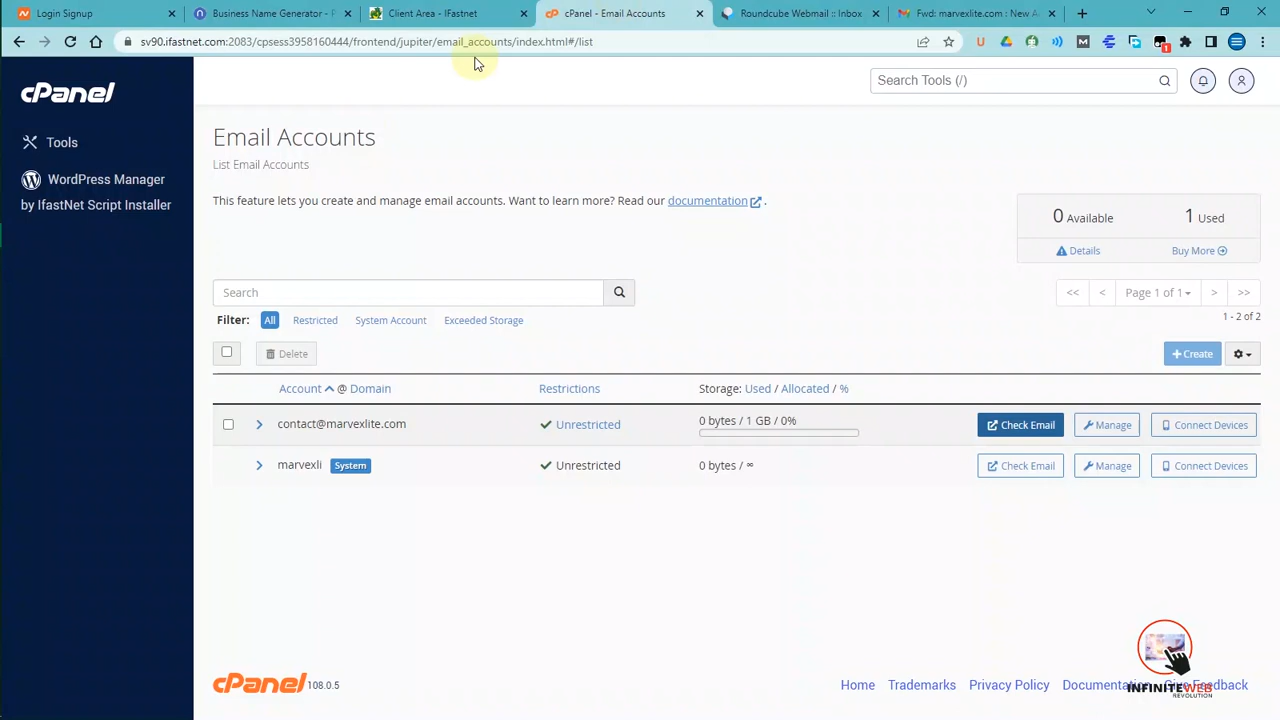 Login Signup
Business Name Generator - F
Client Area - IFastnet
cPanel - Email Accounts
Roundcube Webmail :: Inbox
Fwd: marvexlite.com : New A
sv90.ifastnet.com:2083/cpsess3958160444/frontend/jupiter/email_accounts/index.html#/list
cPanel
Search Tools (/)
Tools
WordPress Manager
by IfastNet Script Installer
Email Accounts
List Email Accounts
This feature lets you create and manage email accounts. Want to learn more? Read our documentation .
0 Available
1 Used
Details
Buy More
Search
<< < Page 1 of 1 > >>
1 - 2 of 2
Filter: All Restricted System Account Exceeded Storage
Delete
+ Create
Account @ Domain
Restrictions
Storage: Used / Allocated / %
contact@marvexlite.com
Unrestricted
0 bytes / 1 GB / 0%
Check Email
Manage
Connect Devices
marvexli System
Unrestricted
0 bytes / ∞
Check Email
Manage
Connect Devices
cPanel 108.0.5
Home Trademarks Privacy Policy Documentation Give Feedback
INFINITEWEB
REVOLUTION